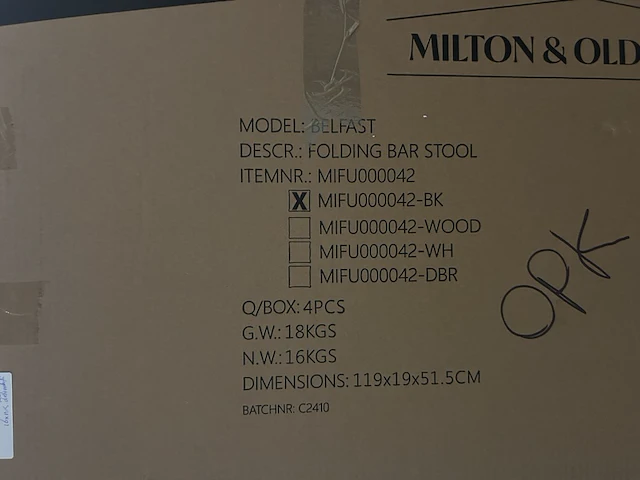 MILTON & OLD
MODEL: BELFAST
DESCR.: FOLDING BAR STOOL
ITEMNR.: MIFU000042
X MIFU000042-BK
MIFU000042-WOOD
MIFU000042-WH
MIFU000042-DBR
Q/BOX: 4PCS
G.W.: 18KGS
N.W.: 16KGS
DIMENSIONS: 119x19x51.5CM
BATCHNR: C2410
OPK